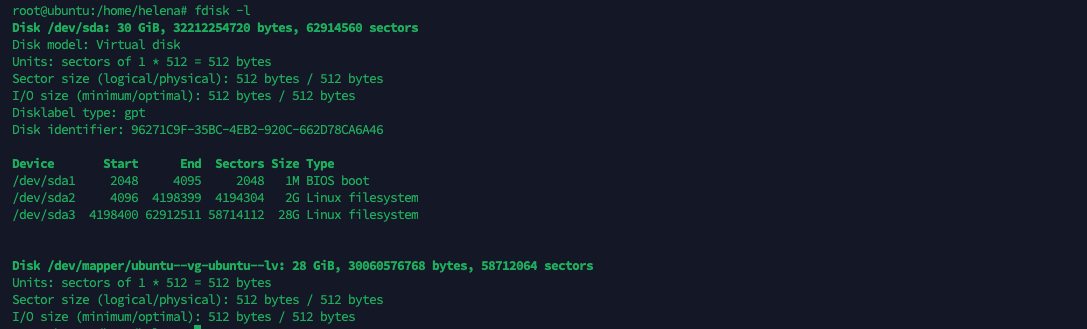 root@ubuntu:/home/helena# fdisk -l
Disk /dev/sda: 30 GiB, 32212254720 bytes, 62914560 sectors
Disk model: Virtual disk
Units: sectors of 1 * 512 = 512 bytes
Sector size (logical/physical): 512 bytes / 512 bytes
I/O size (minimum/optimal): 512 bytes / 512 bytes
Disklabel type: gpt
Disk identifier: 96271C9F-35BC-4EB2-920C-662D78CA6A46

Device       Start      End  Sectors Size Type
/dev/sda1     2048     4095     2048   1M BIOS boot
/dev/sda2     4096  4198399  4194304   2G Linux filesystem
/dev/sda3  4198400 62912511 58714112  28G Linux filesystem

Disk /dev/mapper/ubuntu--vg-ubuntu--lv: 28 GiB, 30060576768 bytes, 58712064 sectors
Units: sectors of 1 * 512 = 512 bytes
Sector size (logical/physical): 512 bytes / 512 bytes
I/O size (minimum/optimal): 512 bytes / 512 bytes